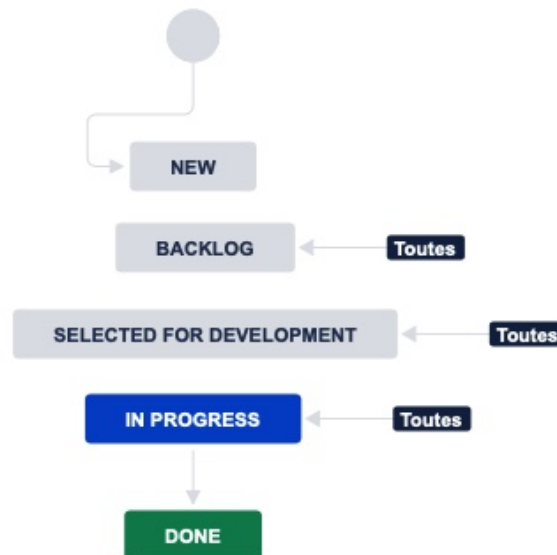 NEW
BACKLOG Toutes
SELECTED FOR DEVELOPMENT Toutes
IN PROGRESS Toutes
DONE